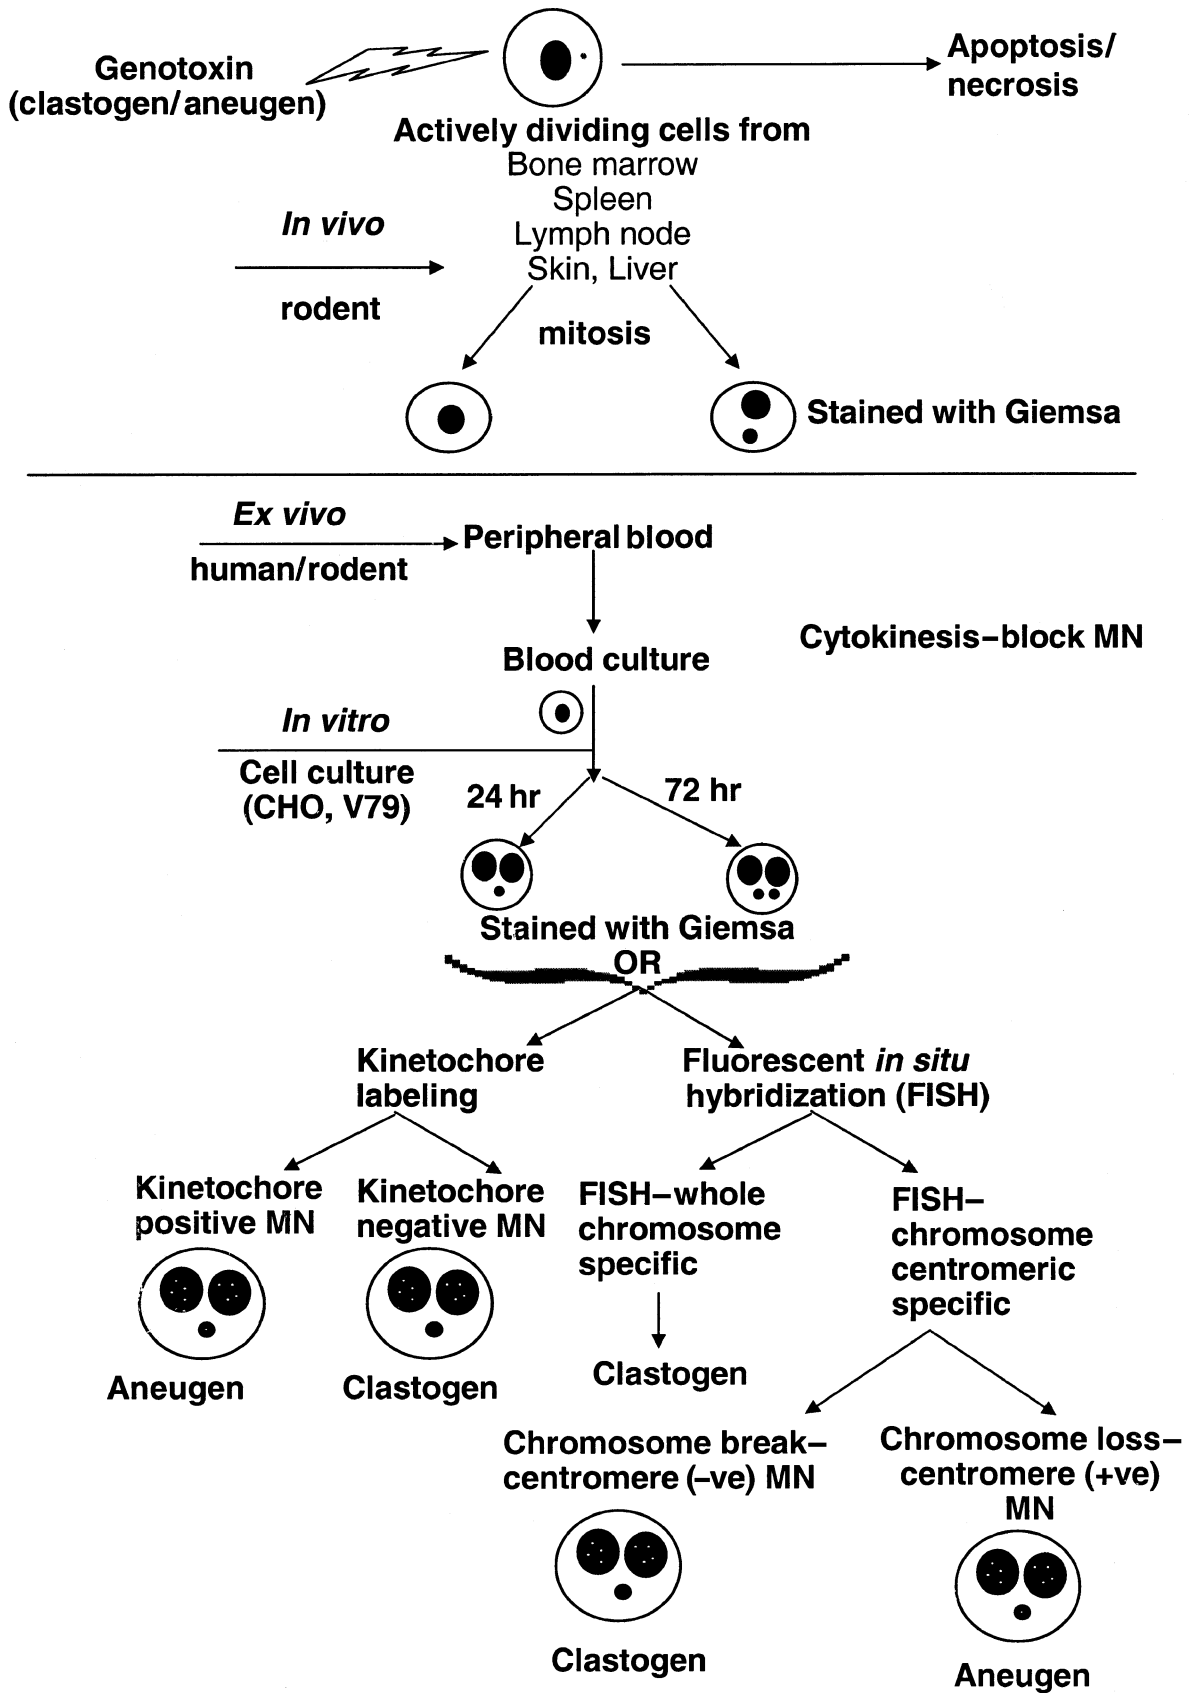 Genotoxin
(clastogen/aneugen)
Apoptosis/
necrosis
Actively dividing cells from
Bone marrow
Spleen
Lymph node
Skin, Liver
In vivo
rodent
mitosis
Stained with Giemsa
Ex vivo
human/rodent
Peripheral blood
Cytokinesis–block MN
Blood culture
In vitro
Cell culture
(CHO, V79)
24 hr
72 hr
Stained with Giemsa
OR
Kinetochore
labeling
Fluorescent in situ
hybridization (FISH)
Kinetochore
positive MN
Kinetochore
negative MN
FISH–whole
chromosome
specific
FISH–
chromosome
centromeric
specific
Aneugen
Clastogen
Clastogen
Chromosome break–
centromere (–ve) MN
Chromosome loss–
centromere (+ve)
MN
Clastogen
Aneugen